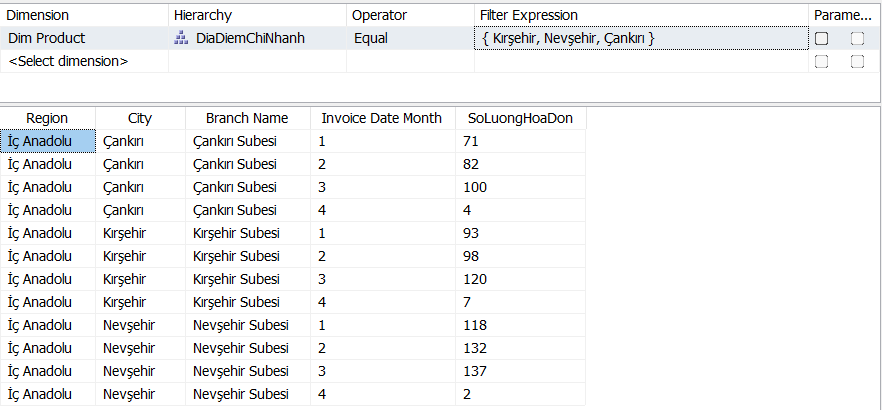 Dimension Hierarchy Operator Filter Expression Parame...
Dim Product DiaDiemChiNhanh Equal { Kırşehir, Nevşehir, Çankırı }
<Select dimension>
Region City Branch Name Invoice Date Month SoLuongHoaDon
İç Anadolu Çankırı Çankırı Subesi 1 71
İç Anadolu Çankırı Çankırı Subesi 2 82
İç Anadolu Çankırı Çankırı Subesi 3 100
İç Anadolu Çankırı Çankırı Subesi 4 4
İç Anadolu Kırşehir Kırşehir Subesi 1 93
İç Anadolu Kırşehir Kırşehir Subesi 2 98
İç Anadolu Kırşehir Kırşehir Subesi 3 120
İç Anadolu Kırşehir Kırşehir Subesi 4 7
İç Anadolu Nevşehir Nevşehir Subesi 1 118
İç Anadolu Nevşehir Nevşehir Subesi 2 132
İç Anadolu Nevşehir Nevşehir Subesi 3 137
İç Anadolu Nevşehir Nevşehir Subesi 4 2